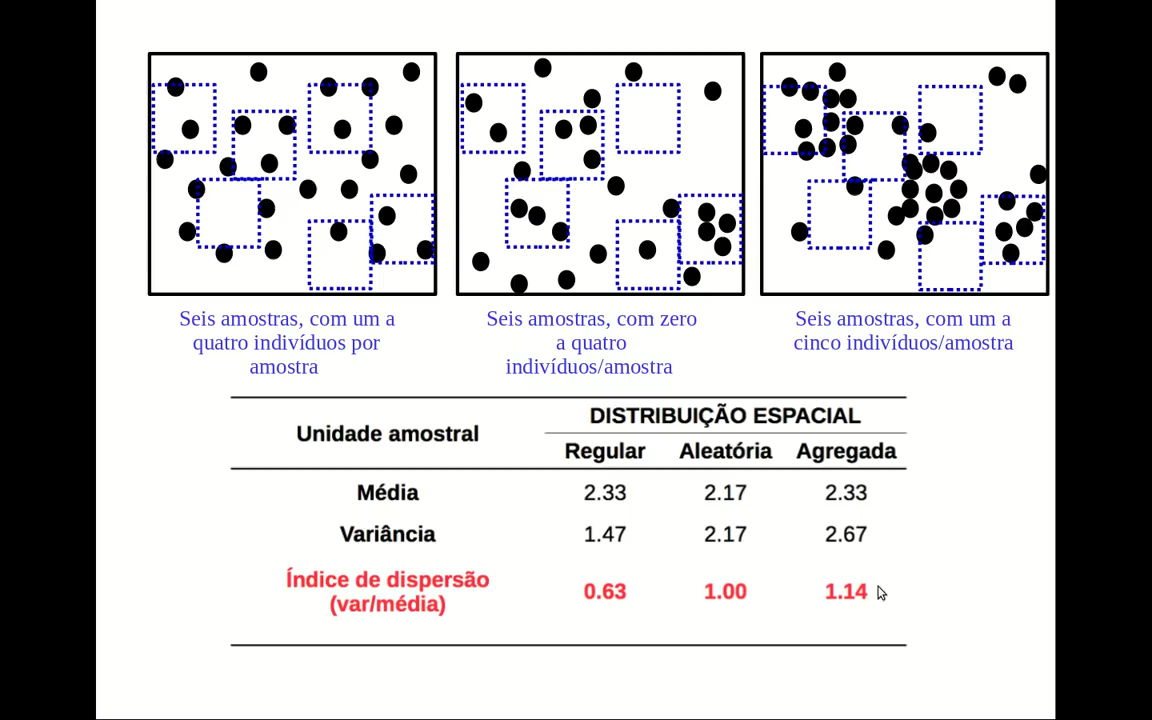 Seis amostras, com um a
quatro indivíduos por
amostra
Seis amostras, com zero
a quatro
indivíduos/amostra
Seis amostras, com um a
cinco indivíduos/amostra
Unidade amostral
DISTRIBUIÇÃO ESPACIAL
Regular Aleatória Agregada
Média 2.33 2.17 2.33
Variância 1.47 2.17 2.67
Índice de dispersão
(var/média) 0.63 1.00 1.14